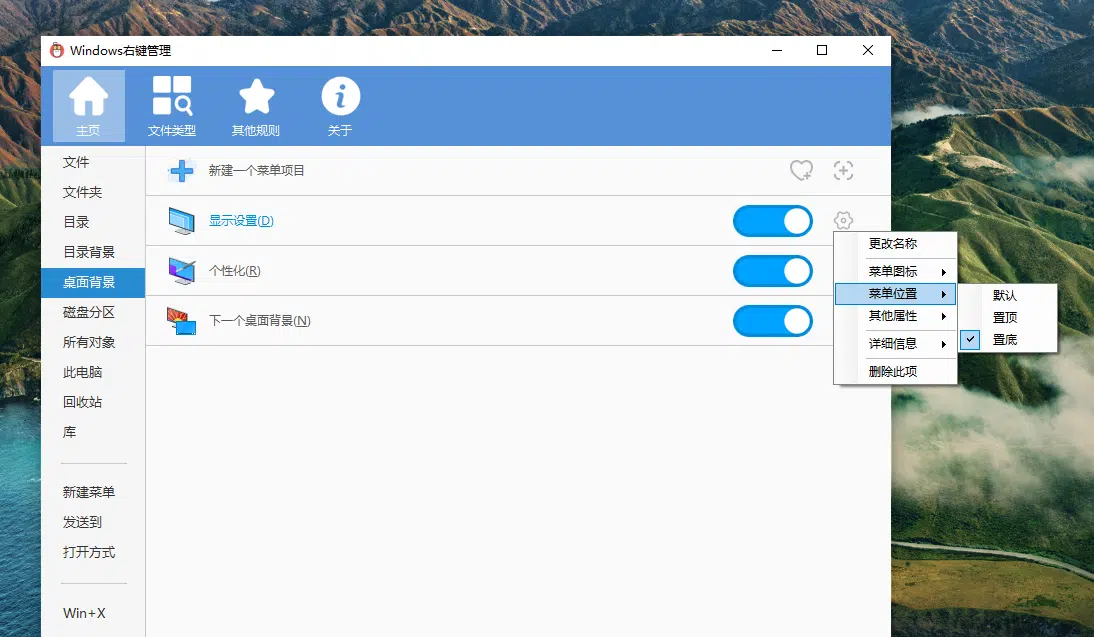 Windows右键管理
主页
文件类型
其他规则
关于
文件
文件夹
目录
目录背景
桌面背景
磁盘分区
所有对象
此电脑
回收站
库
新建菜单
发送到
打开方式
Win+X
新建一个菜单项目
显示设置(D)
个性化(R)
下一个桌面背景(N)
更改名称
菜单图标
菜单位置
其他属性
详细信息
删除此项
默认
置顶
置底